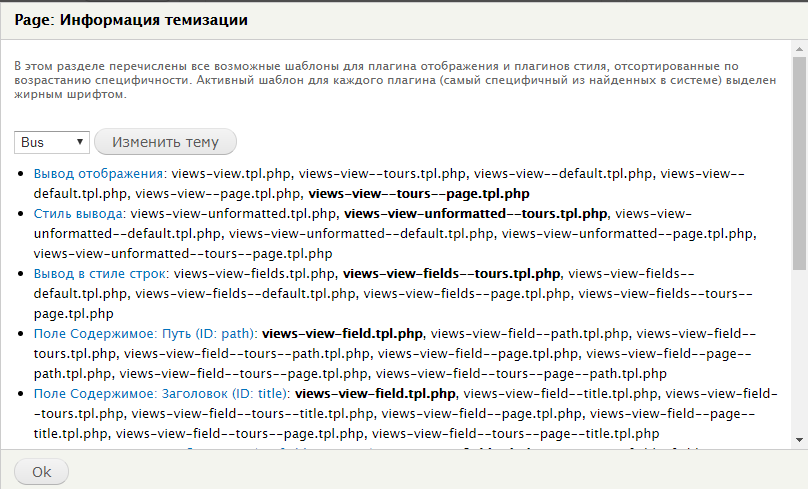 Page: Информация темизации
В этом разделе перечислены все возможные шаблоны для плагина отображения и плагинов стиля, отсортированные по
возрастанию специфичности. Активный шаблон для каждого плагина (самый специфичный из найденных в системе) выделен
жирным шрифтом.
Bus Изменить тему
Вывод отображения: views-view.tpl.php, views-view--tours.tpl.php, views-view--default.tpl.php, views-view--
default.tpl.php, views-view--page.tpl.php, views-view--tours--page.tpl.php
Стиль вывода: views-view-unformatted.tpl.php, views-view-unformatted--tours.tpl.php, views-view-
unformatted--default.tpl.php, views-view-unformatted--default.tpl.php, views-view-unformatted--page.tpl.php,
views-view-unformatted--tours--page.tpl.php
Вывод в стиле строк: views-view-fields.tpl.php, views-view-fields--tours.tpl.php, views-view-fields--
default.tpl.php, views-view-fields--default.tpl.php, views-view-fields--page.tpl.php, views-view-fields--tours--
page.tpl.php
Поле Содержимое: Путь (ID: path): views-view-field.tpl.php, views-view-field--path.tpl.php, views-view-field--
tours.tpl.php, views-view-field--tours--path.tpl.php, views-view-field--page.tpl.php, views-view-field--page--
path.tpl.php, views-view-field--tours--page.tpl.php, views-view-field--tours--page--path.tpl.php
Поле Содержимое: Заголовок (ID: title): views-view-field.tpl.php, views-view-field--title.tpl.php, views-view-field-
-tours.tpl.php, views-view-field--tours--title.tpl.php, views-view-field--page.tpl.php, views-view-field--page--
title.tpl.php, views-view-field--tours--page.tpl.php, views-view-field--tours--page--title.tpl.php
Ok